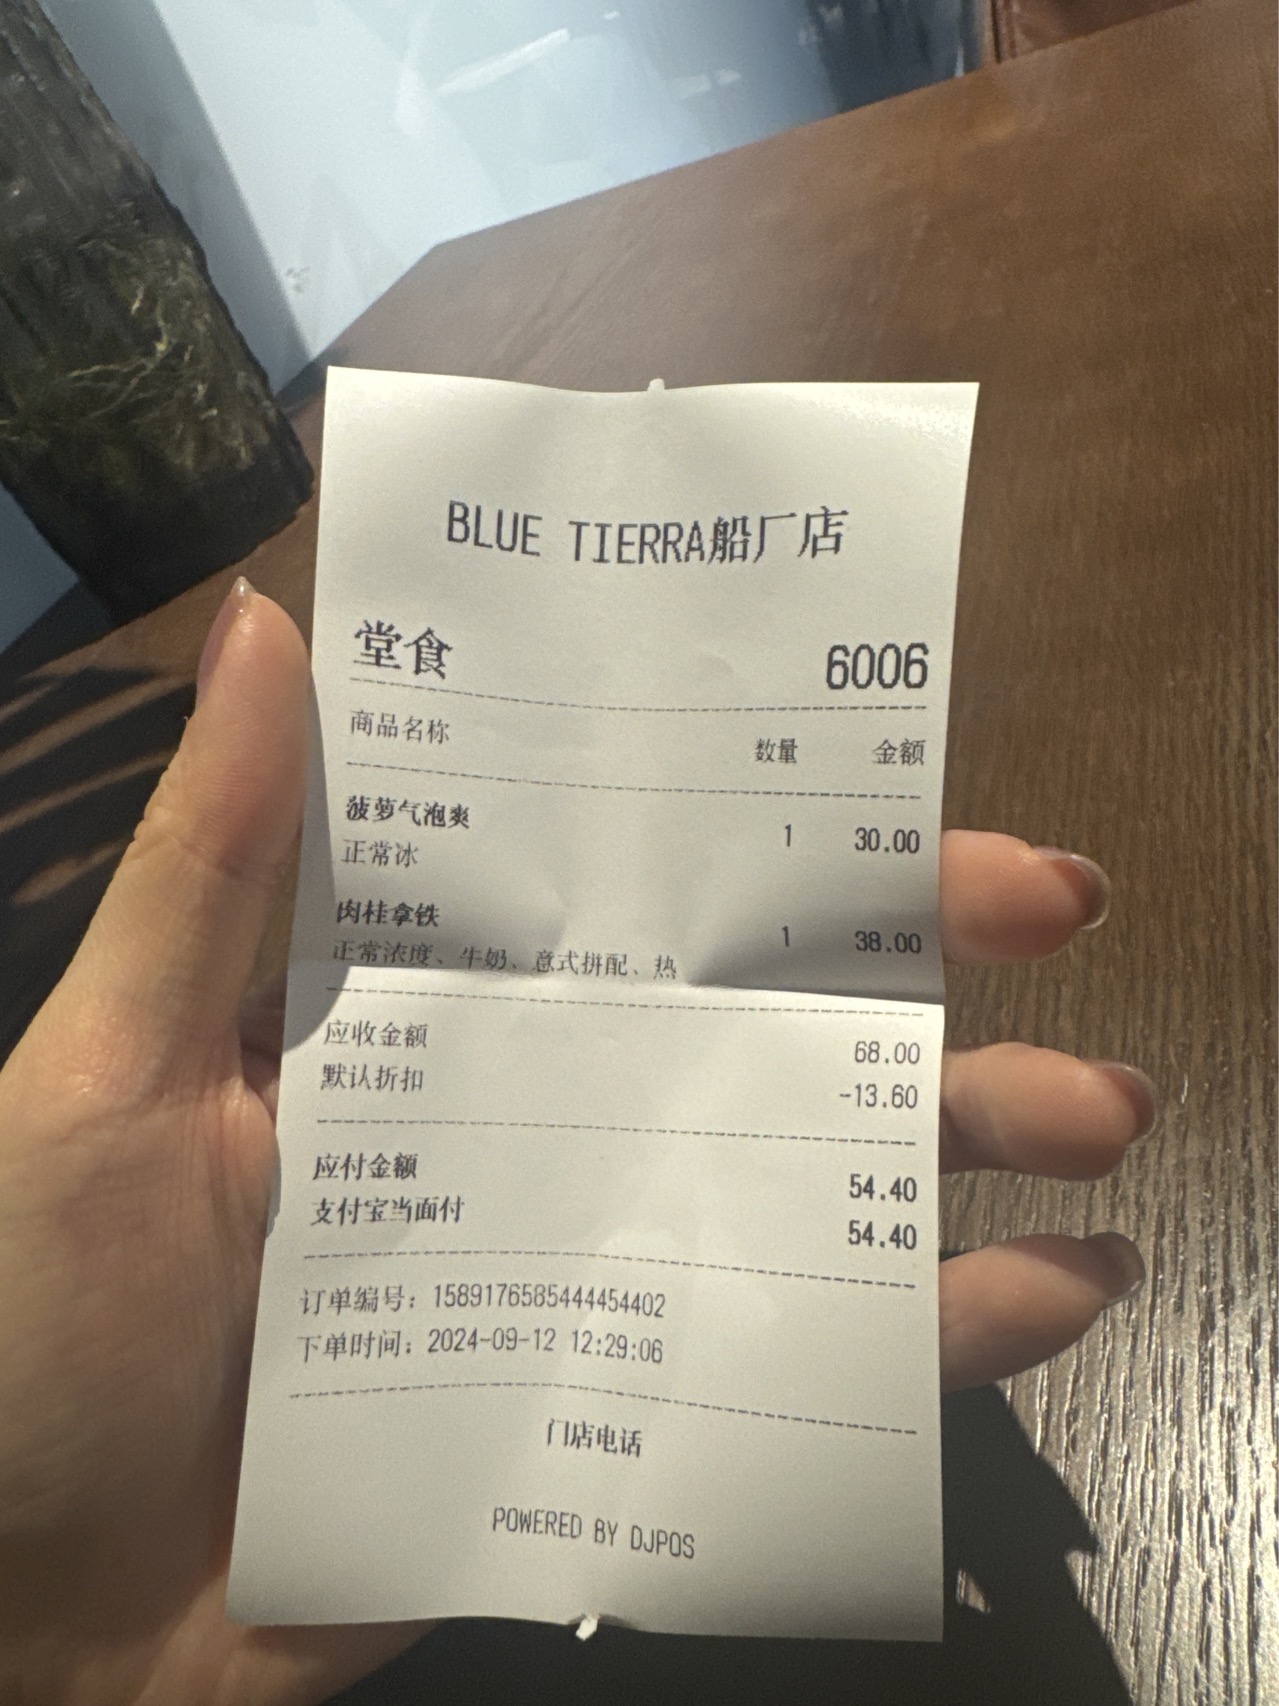 BLUE TIERRA船厂店
堂食 6006
商品名称 数量 金额
菠萝气泡爽 1 30.00
正常冰
肉桂拿铁 1 38.00
正常浓度、牛奶、意式拼配、热
应收金额 68.00
默认折扣 -13.60
应付金额 54.40
支付宝当面付 54.40
订单编号：1589176585444454402
下单时间：2024-09-12 12:29:06
门店电话
POWERED BY DJPOS